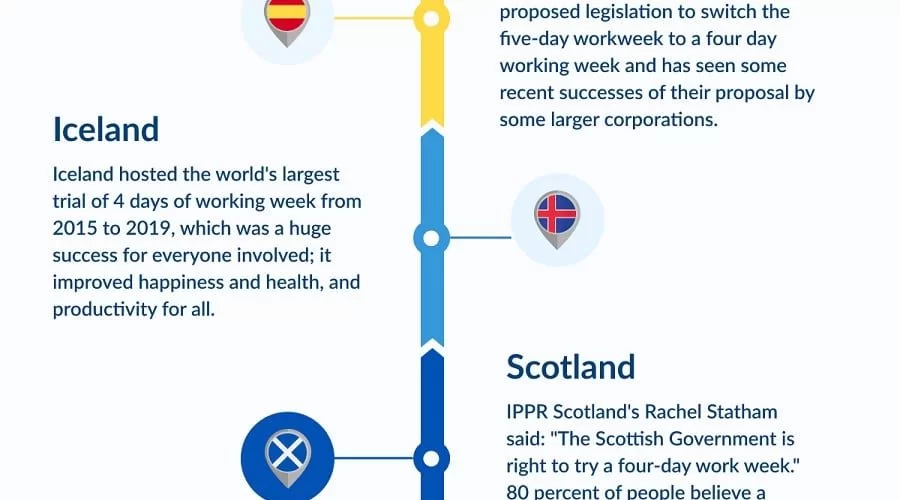 proposed legislation to switch the
five-day workweek to a four day
working week and has seen some
recent successes of their proposal by
some larger corporations.
Iceland
Iceland hosted the world's largest
trial of 4 days of working week from
2015 to 2019, which was a huge
success for everyone involved; it
improved happiness and health, and
productivity for all.
Scotland
IPPR Scotland's Rachel Statham
said: "The Scottish Government is
right to try a four-day work week."
80 percent of people believe a